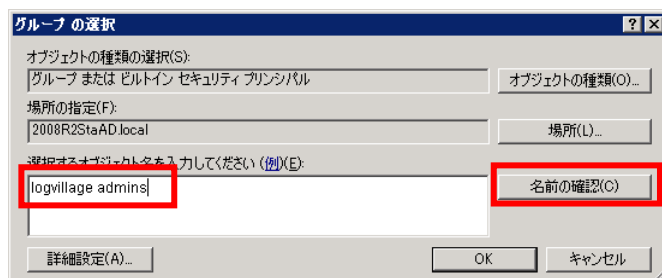 グループ の選択
オブジェクトの種類の選択(S):
グループ または ビルトイン セキュリティ プリンシパル
オブジェクトの種類(O)...
場所の指定(F):
2008R2StaAD.local
場所(L)...
選択するオブジェクト名を入力してください (例)(E):
logvillage admins
名前の確認(C)
詳細設定(A)...
OK
キャンセル